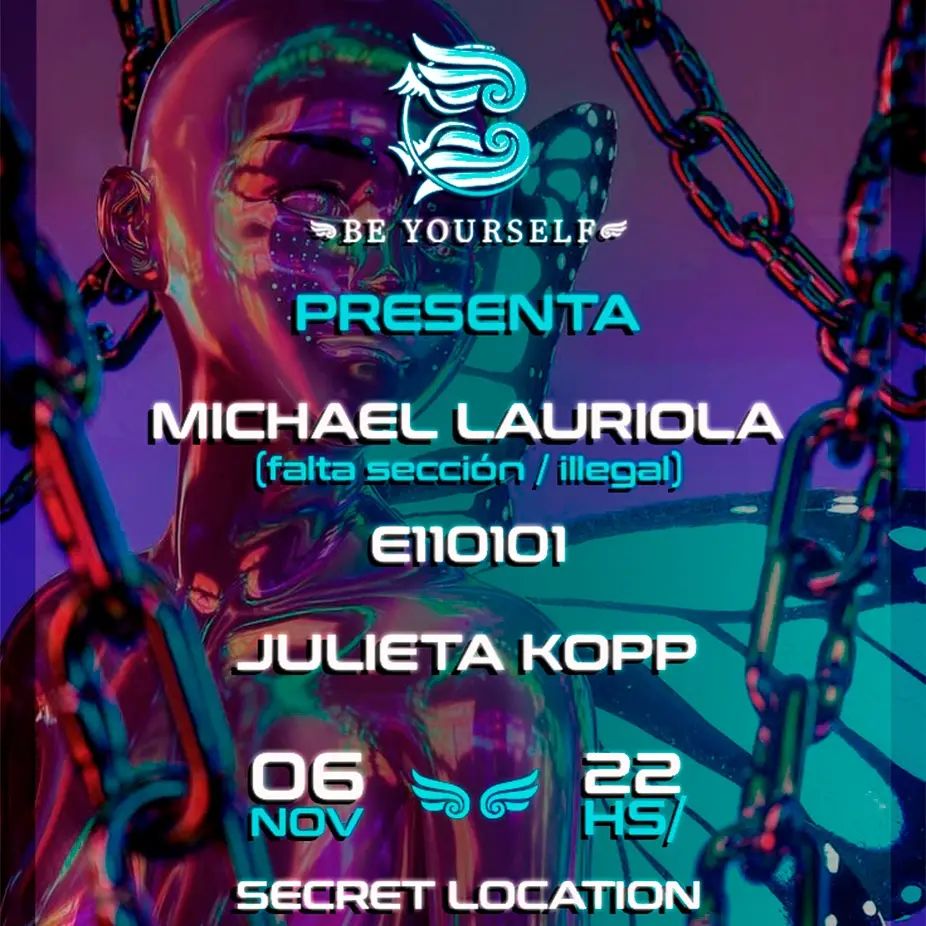 BE YOURSELF
PRESENTA
MICHAEL LAURIOLA
(falta sección / illegal)
E110101
JULIETA KOPP
06 22
NOV HS/
SECRET LOCATION